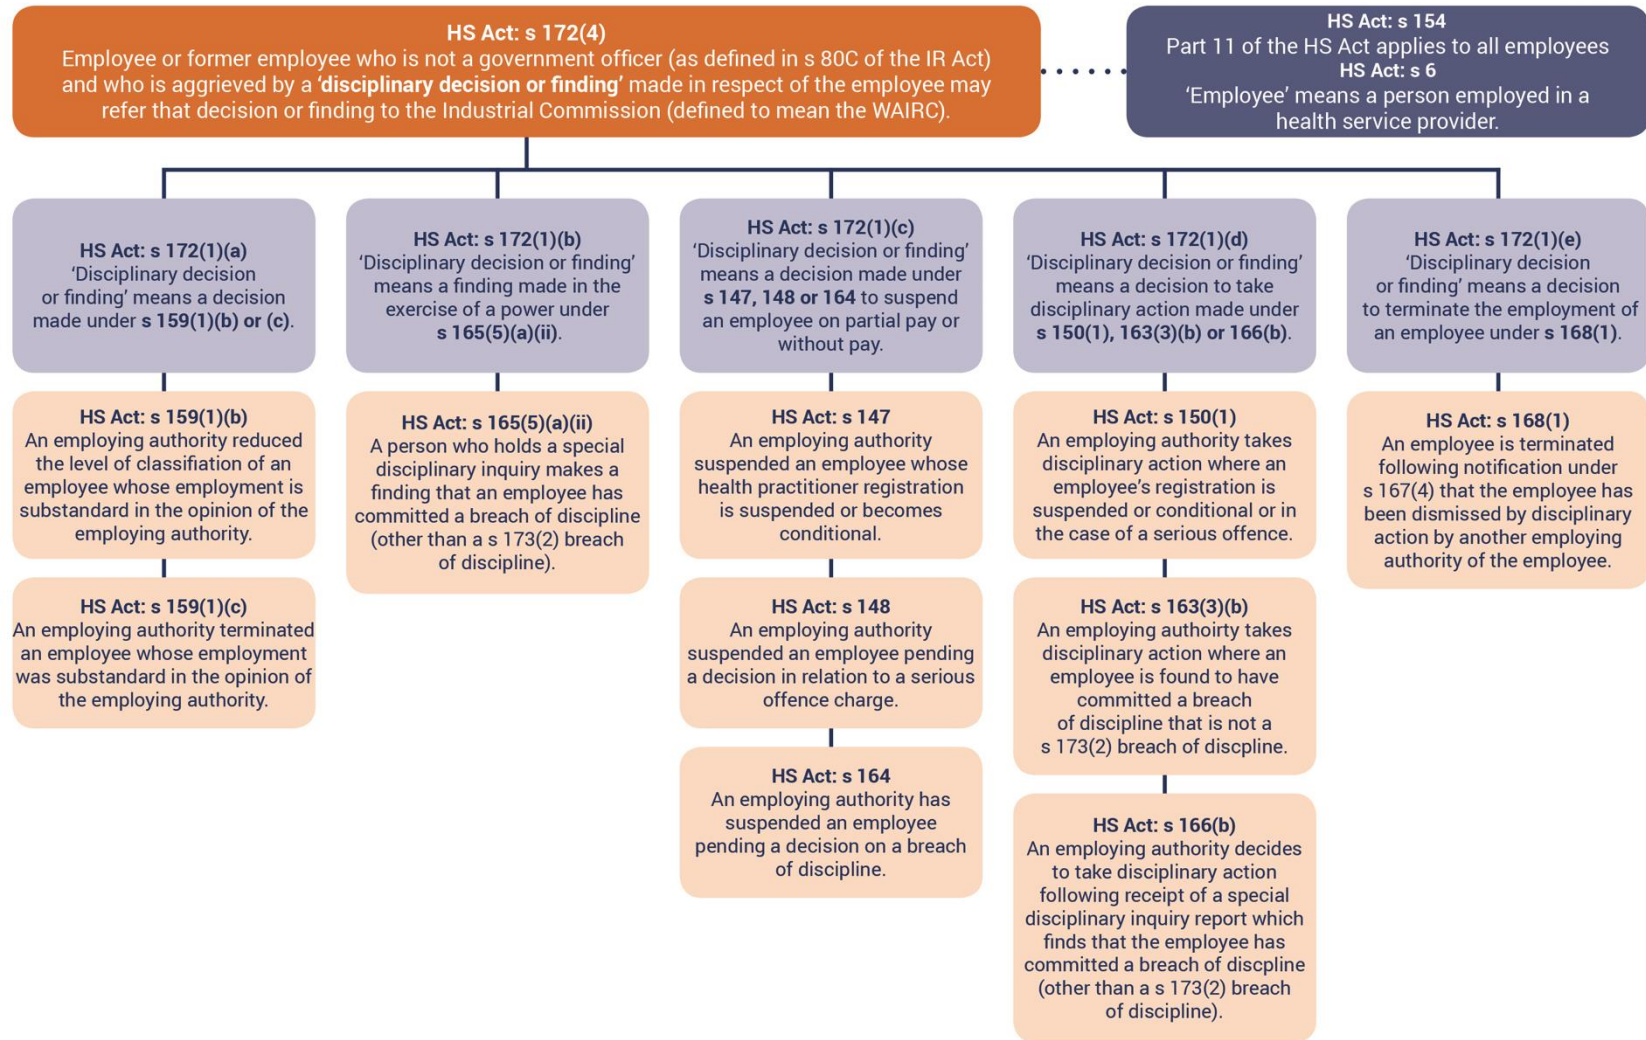 HS Act: s 172(4)
Employee or former employee who is not a government officer (as defined in s 80C of the IR Act)
and who is aggrieved by a ‘disciplinary decision or finding’ made in respect of the employee may
refer that decision or finding to the Industrial Commission (defined to mean the WAIRC).
HS Act: s 154
Part 11 of the HS Act applies to all employees
HS Act: s 6
‘Employee’ means a person employed in a
health service provider.
HS Act: s 172(1)(a)
‘Disciplinary decision
or finding’ means a decision
made under s 159(1)(b) or (c).
HS Act: s 159(1)(b)
An employing authority reduced
the level of classifiation of an
employee whose employment is
substandard in the opinion of the
employing authority.
HS Act: s 159(1)(c)
An employing authority terminated
an employee whose employment
was substandard in the opinion of
the employing authority.
HS Act: s 172(1)(b)
‘Disciplinary decision or finding’
means a finding made in the
exercise of a power under
s 165(5)(a)(ii).
HS Act: s 165(5)(a)(ii)
A person who holds a special
disciplinary inquiry makes a
finding that an employee has
committed a breach of discipline
(other than a s 173(2) breach
of discipline).
HS Act: s 172(1)(c)
‘Disciplinary decision or finding’
means a decision made under
s 147, 148 or 164 to suspend
an employee on partial pay or
without pay.
HS Act: s 147
An employing authority
suspended an employee whose
health practitioner registration
is suspended or becomes
conditional.
HS Act: s 148
An employing authority
suspended an employee pending
a decision in relation to a serious
offence charge.
HS Act: s 164
An employing authority has
suspended an employee
pending a decision on a breach
of discipline.
HS Act: s 172(1)(d)
‘Disciplinary decision or finding’
means a decision to take
disciplinary action made under
s 150(1), 163(3)(b) or 166(b).
HS Act: s 150(1)
An employing authority takes
disciplinary action where an
employee’s registration is
suspended or conditional or in
the case of a serious offence.
HS Act: s 163(3)(b)
An employing authoirty takes
disciplinary action where an
employee is found to have
committed a breach
of discipline that is not a
s 173(2) breach of discpline.
HS Act: s 166(b)
An employing authority decides
to take disciplinary action
following receipt of a special
disciplinary inquiry report which
finds that the employee has
committed a breach of discpline
(other than a s 173(2) breach
of discipline).
HS Act: s 172(1)(e)
‘Disciplinary decision
or finding’ means a decision
to terminate the employment of
an employee under s 168(1).
HS Act: s 168(1)
An employee is terminated
following notification under
s 167(4) that the employee has
been dismissed by disciplinary
action by another employing
authority of the employee.